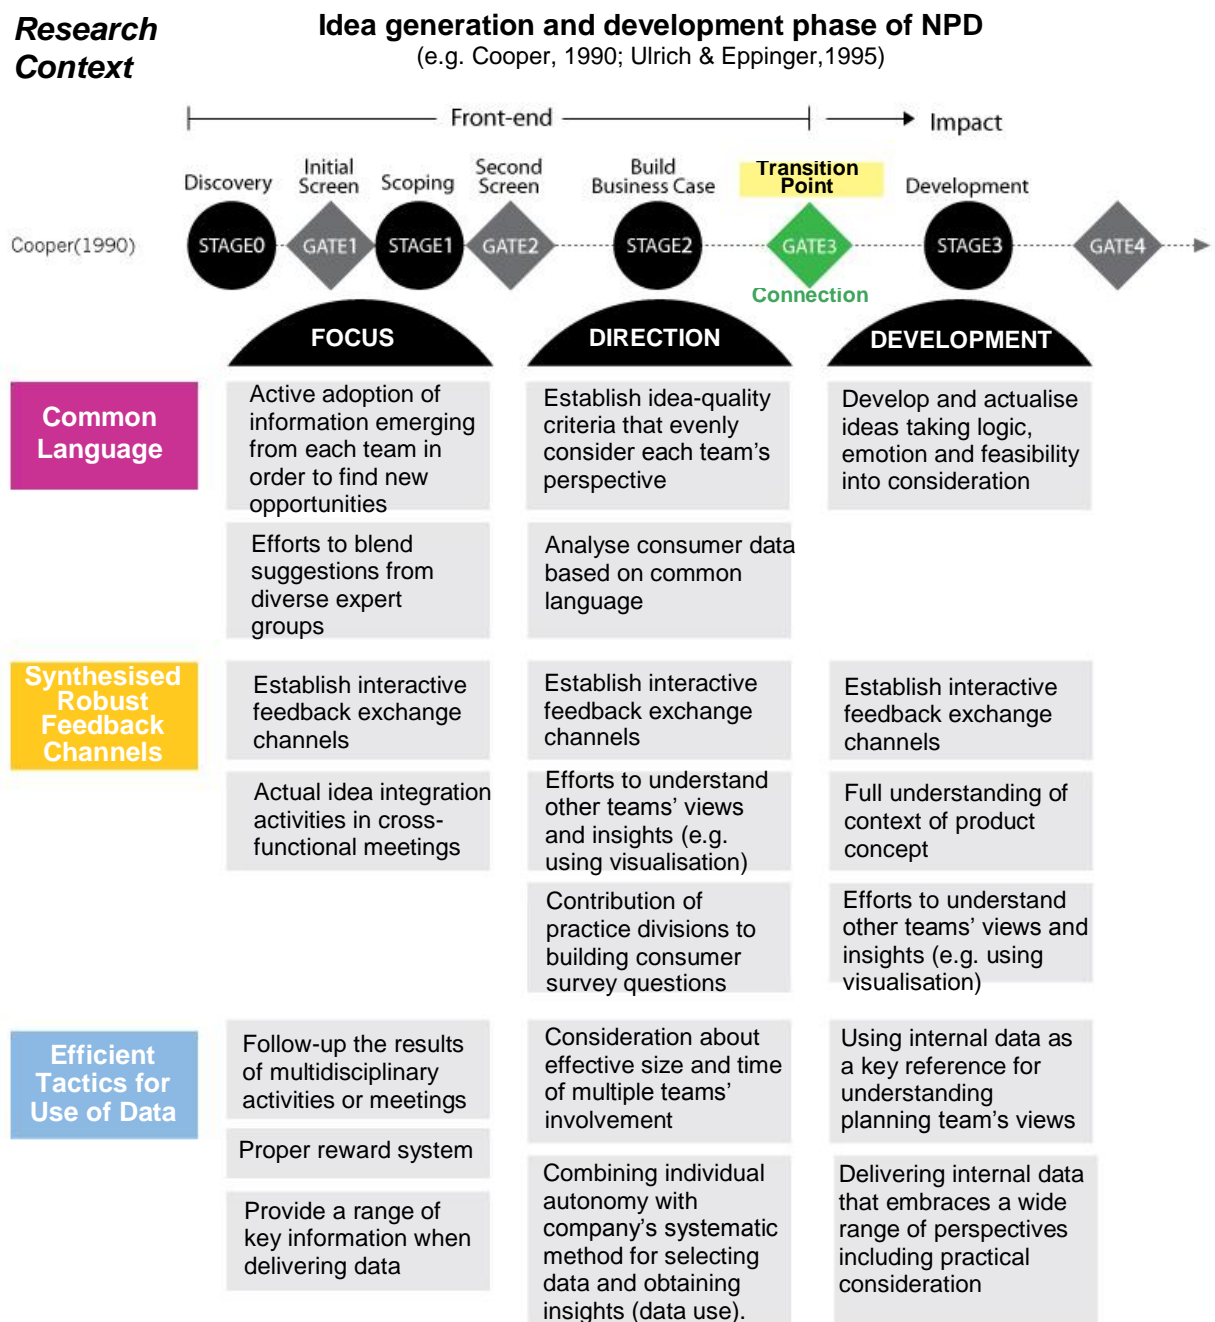 Research
Context
Idea generation and development phase of NPD
(e.g. Cooper, 1990; Ulrich & Eppinger,1995)
Front-end
Impact
Discovery
Initial
Screen
Scoping
Second
Screen
Build
Business Case
Transition
Point
Development
Cooper(1990)
STAGE0
GATE1
STAGE1
GATE2
STAGE2
GATE3
STAGE3
GATE4
Connection
FOCUS
DIRECTION
DEVELOPMENT
Common
Language
Active adoption of
information emerging
from each team in
order to find new
opportunities
Establish idea-quality
criteria that evenly
consider each team's
perspective
Develop and actualise
ideas taking logic,
emotion and feasibility
into consideration
Efforts to blend
suggestions from
diverse expert
groups
Analyse consumer data
based on common
language
Synthesised
Robust
Feedback
Channels
Establish interactive
feedback exchange
channels
Establish interactive
feedback exchange
channels
Establish interactive
feedback exchange
channels
Actual idea integration
activities in cross-
functional meetings
Efforts to understand
other teams' views
and insights (e.g.
using visualisation)
Full understanding of
context of product
concept
Contribution of
practice divisions to
building consumer
survey questions
Efforts to understand
other teams' views and
insights (e.g. using
visualisation)
Efficient
Tactics for
Use of Data
Follow-up the results
of multidisciplinary
activities or meetings
Consideration about
effective size and time
of multiple teams'
involvement
Using internal data as
a key reference for
understanding
planning team's views
Proper reward system
Provide a range of
key information when
delivering data
Combining individual
autonomy with
company's systematic
method for selecting
data and obtaining
insights (data use).
Delivering internal data
that embraces a wide
range of perspectives
including practical
consideration